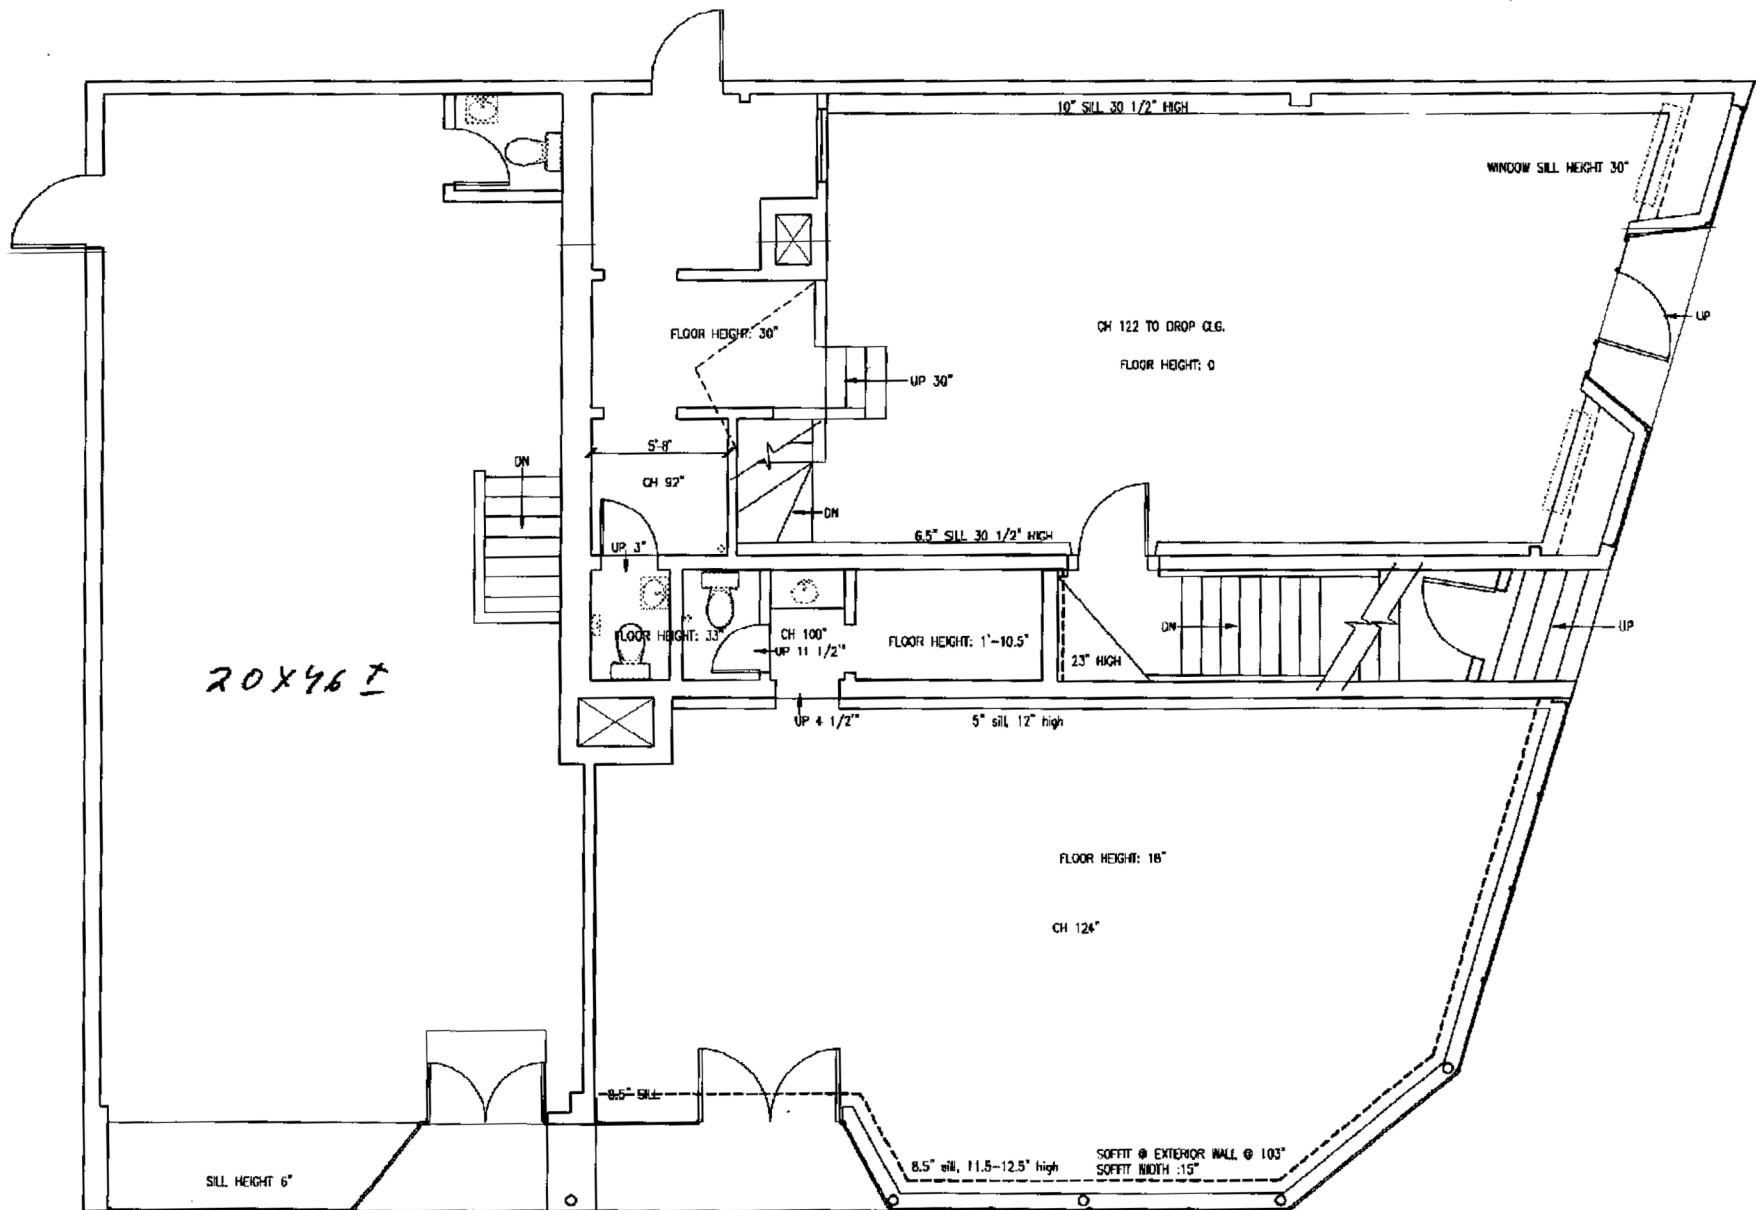 10" SILL 30 1/2" HIGH
WINDOW SILL HEIGHT 30"
FLOOR HEIGHT: 30"
CH 122 TO DROP CLG.
UP
FLOOR HEIGHT: 0
UP 30"
5'-8"
DN
CH 92"
DN
6.5" SILL 30 1/2" HIGH
UP 3"
FLOOR HEIGHT: 33"
CH 100"
UP 11 1/2"
FLOOR HEIGHT: 1'-10.5"
DN
UP
23" HIGH
20X46 ±
UP 4 1/2"
5" sill, 12" high
FLOOR HEIGHT: 18"
CH 124"
8.5" SILL
8.5" sill, 11.5-12.5" high
SOFFIT @ EXTERIOR WALL @ 103"
SOFFIT WIDTH :15"
SILL HEIGHT 6"